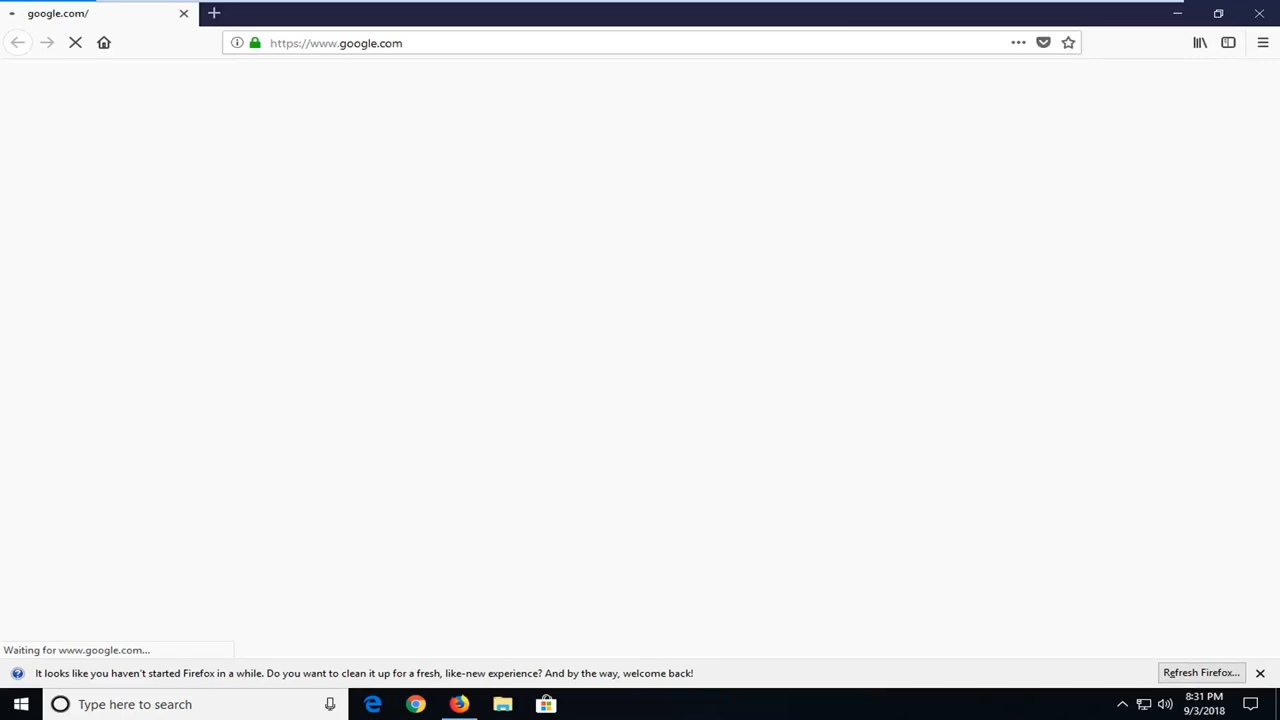 google.com/
https://www.google.com
Waiting for www.google.com...
It looks like you haven't started Firefox in a while. Do you want to clean it up for a fresh, like-new experience? And by the way, welcome back!
Refresh Firefox...
Type here to search
8:31 PM
9/3/2018